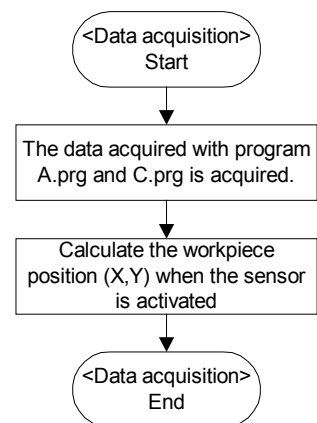 <Data acquisition>
Start
The data acquired with program
A.prg and C.prg is acquired.
Calculate the workpiece
position (X,Y) when the sensor
is activated
<Data acquisition>
End